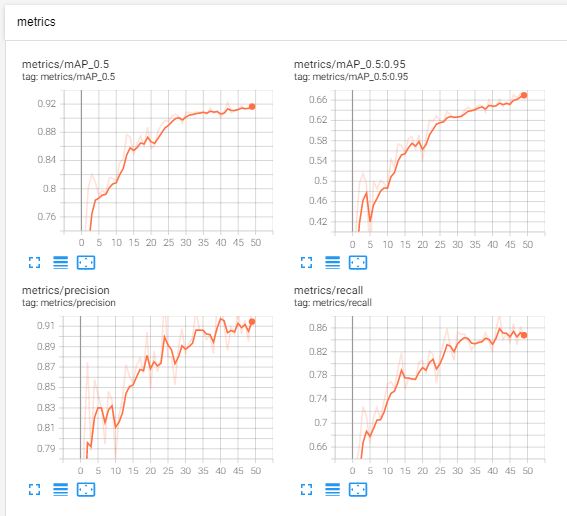 metrics
metrics/mAP_0.5
tag: metrics/mAP_0.5
0.92
0.88
0.84
0.8
0.76
0 5 10 15 20 25 30 35 40 45 50
metrics/mAP_0.5:0.95
tag: metrics/mAP_0.5:0.95
0.66
0.62
0.58
0.54
0.5
0.46
0.42
0 5 10 15 20 25 30 35 40 45 50
metrics/precision
tag: metrics/precision
0.91
0.89
0.87
0.85
0.83
0.81
0.79
0 5 10 15 20 25 30 35 40 45 50
metrics/recall
tag: metrics/recall
0.86
0.82
0.78
0.74
0.7
0.66
0 5 10 15 20 25 30 35 40 45 50